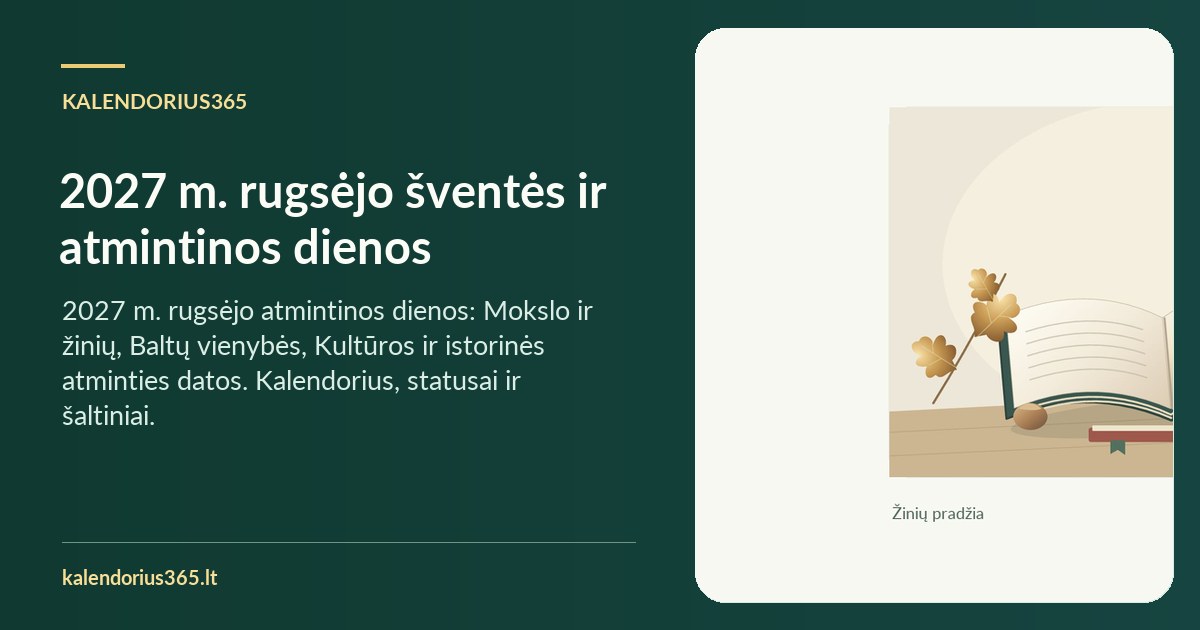 KALENDORIUS365
2027 m. rugsėjo šventės ir
atmintinos dienos
2027 m. rugsėjo atmintinos dienos: Mokslo ir
žinių, Baltų vienybės, Kultūros ir istorinės
atminties datos. Kalendorius, statusai ir
šaltiniai.
kalendorius365.lt
Žinių pradžia